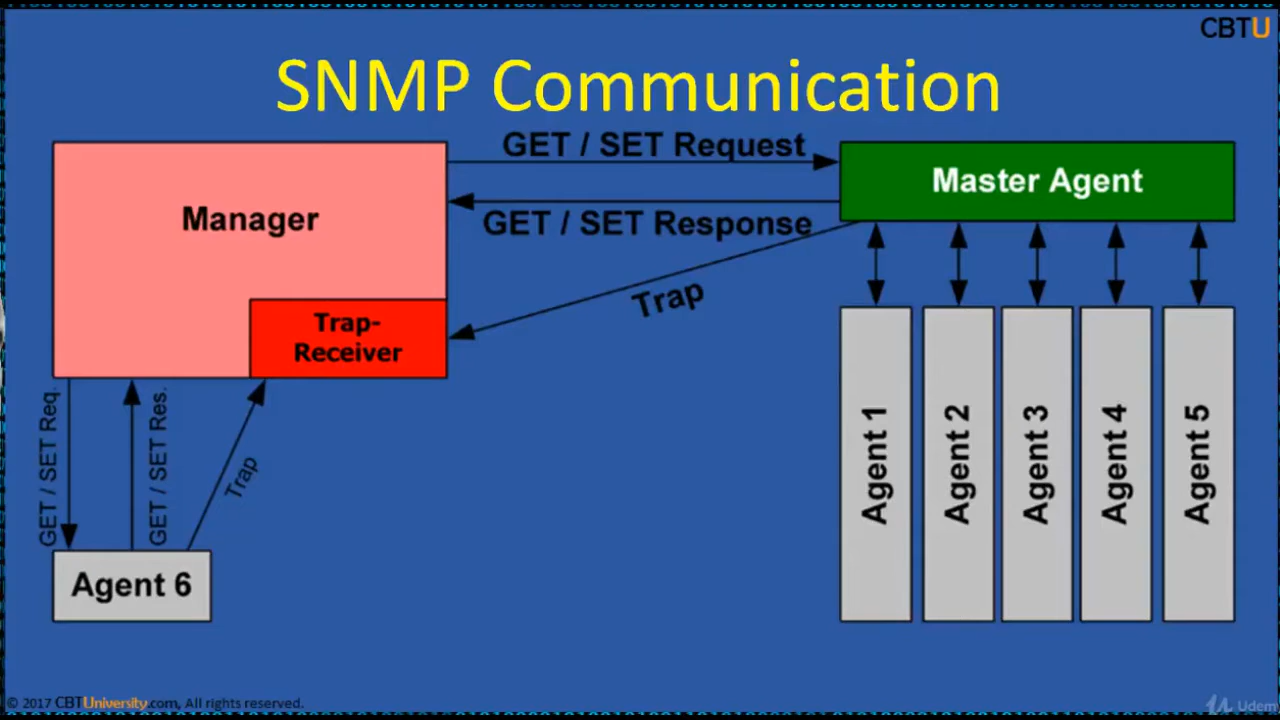 CBTU
SNMP Communication
GET / SET Request
Manager
Master Agent
GET / SET Response
Trap
Trap-
Receiver
GET / SET Req.
GET / SET Res.
Trap
Agent 1
Agent 2
Agent 3
Agent 4
Agent 5
Agent 6
© 2017 CBTUniversity.com, All rights reserved.
Udem